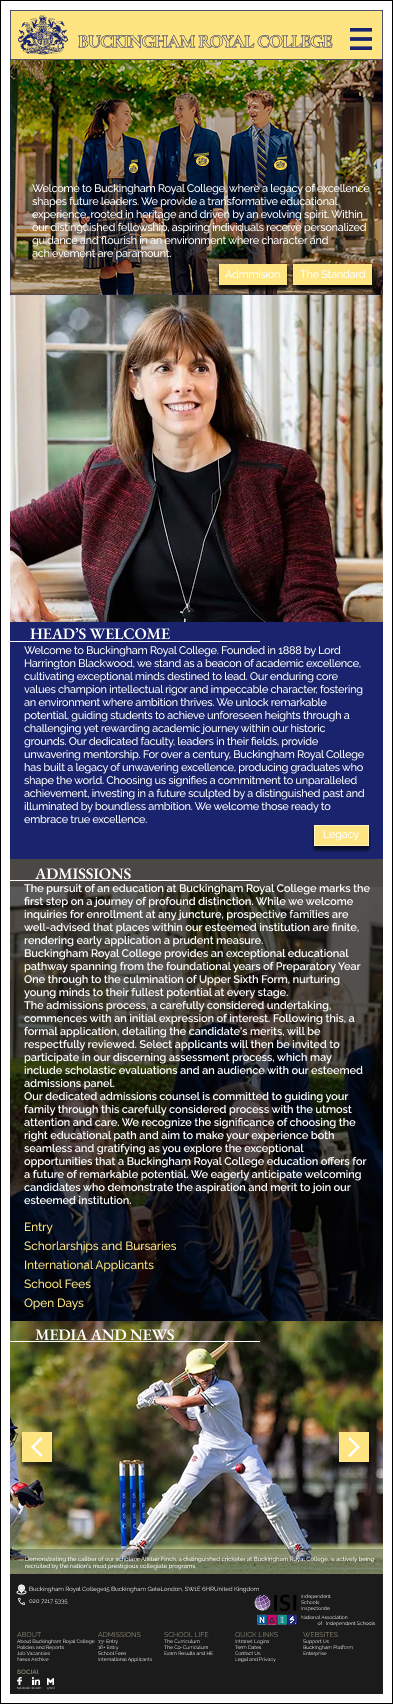 BUCKINGHAM ROYAL COLLEGE
Welcome to Buckingham Royal College, where a legacy of excellence
shapes future leaders. We provide a transformative educational
experience, rooted in heritage and driven by an evolving spirit. Within
our distinguished fellowship, aspiring individuals receive personalized
guidance and flourish in an environment where character and
achievement are paramount.
Admmision The Standard
HEAD'S WELCOME
Welcome to Buckingham Royal College. Founded in 1888 by Lord
Harrington Blackwood, we stand as a beacon of academic excellence,
cultivating exceptional minds destined to lead. Our enduring core
values champion intellectual rigor and impeccable character, fostering
an environment where ambition thrives. We unlock remarkable
potential, guiding students to achieve unforeseen heights through a
challenging yet rewarding academic journey within our historic
grounds. Our dedicated faculty, leaders in their fields, provide
unwavering mentorship. For over a century, Buckingham Royal College
has built a legacy of unwavering excellence, producing graduates who
shape the world. Choosing us signifies a commitment to unparalleled
achievement, investing in a future sculpted by a distinguished past and
illuminated by boundless ambition. We welcome those ready to
embrace true excellence.
Legacy
ADMISSIONS
The pursuit of an education at Buckingham Royal College marks the
first step on a journey of profound distinction. While we welcome
inquiries for enrollment at any juncture, prospective families are
well-advised that places within our esteemed institution are finite,
rendering early application a prudent measure.
Buckingham Royal College provides an exceptional educational
pathway spanning from the foundational years of Preparatory Year
One through to the culmination of Upper Sixth Form, nurturing
young minds to their fullest potential at every stage.
The admissions process, a carefully considered undertaking,
commences with an initial expression of interest. Following this, a
formal application, detailing the candidate's merits, will be
respectfully reviewed. Select applicants will then be invited to
participate in our discerning assessment process, which may
include scholastic evaluations and an audience with our esteemed
admissions panel.
Our dedicated admissions counsel is committed to guiding your
family through this carefully considered process with the utmost
attention and care. We recognize the significance of choosing the
right educational path and aim to make your experience both
seamless and gratifying as you explore the exceptional
opportunities that a Buckingham Royal College education offers for
a future of remarkable potential. We eagerly anticipate welcoming
candidates who demonstrate the aspiration and merit to join our
esteemed institution.
Entry
Schorlarships and Bursaries
International Applicants
School Fees
Open Days
MEDIA AND NEWS
Demonstrating the caliber of our scholars: Alistair Finch, a distinguished cricketer at Buckingham Royal College, is actively being
recruited by the nation's most prestigious collegiate programs.
Buckingham Royal College15 Buckingham GateLondon, SW1E 6HRUnited Kingdom
020 7217 5335
ISI Independent
Schools
Inspectorate
NAIS National Association
of Independent Schools
ABOUT ADMISSIONS SCHOOL LIFE QUICK LINKS WEBSITES
About Buckingham Royal College 13+ Entry The Curriculum Intranet Logins Support Us
Policies and Reports 16+ Entry The Co-Curriculum Term Dates Buckingham Platform
Job Vacancies School Fees Exam Results and HE Contact Us Enterprise
News Archive International Applicants Legal and Privacy
SOCIAl